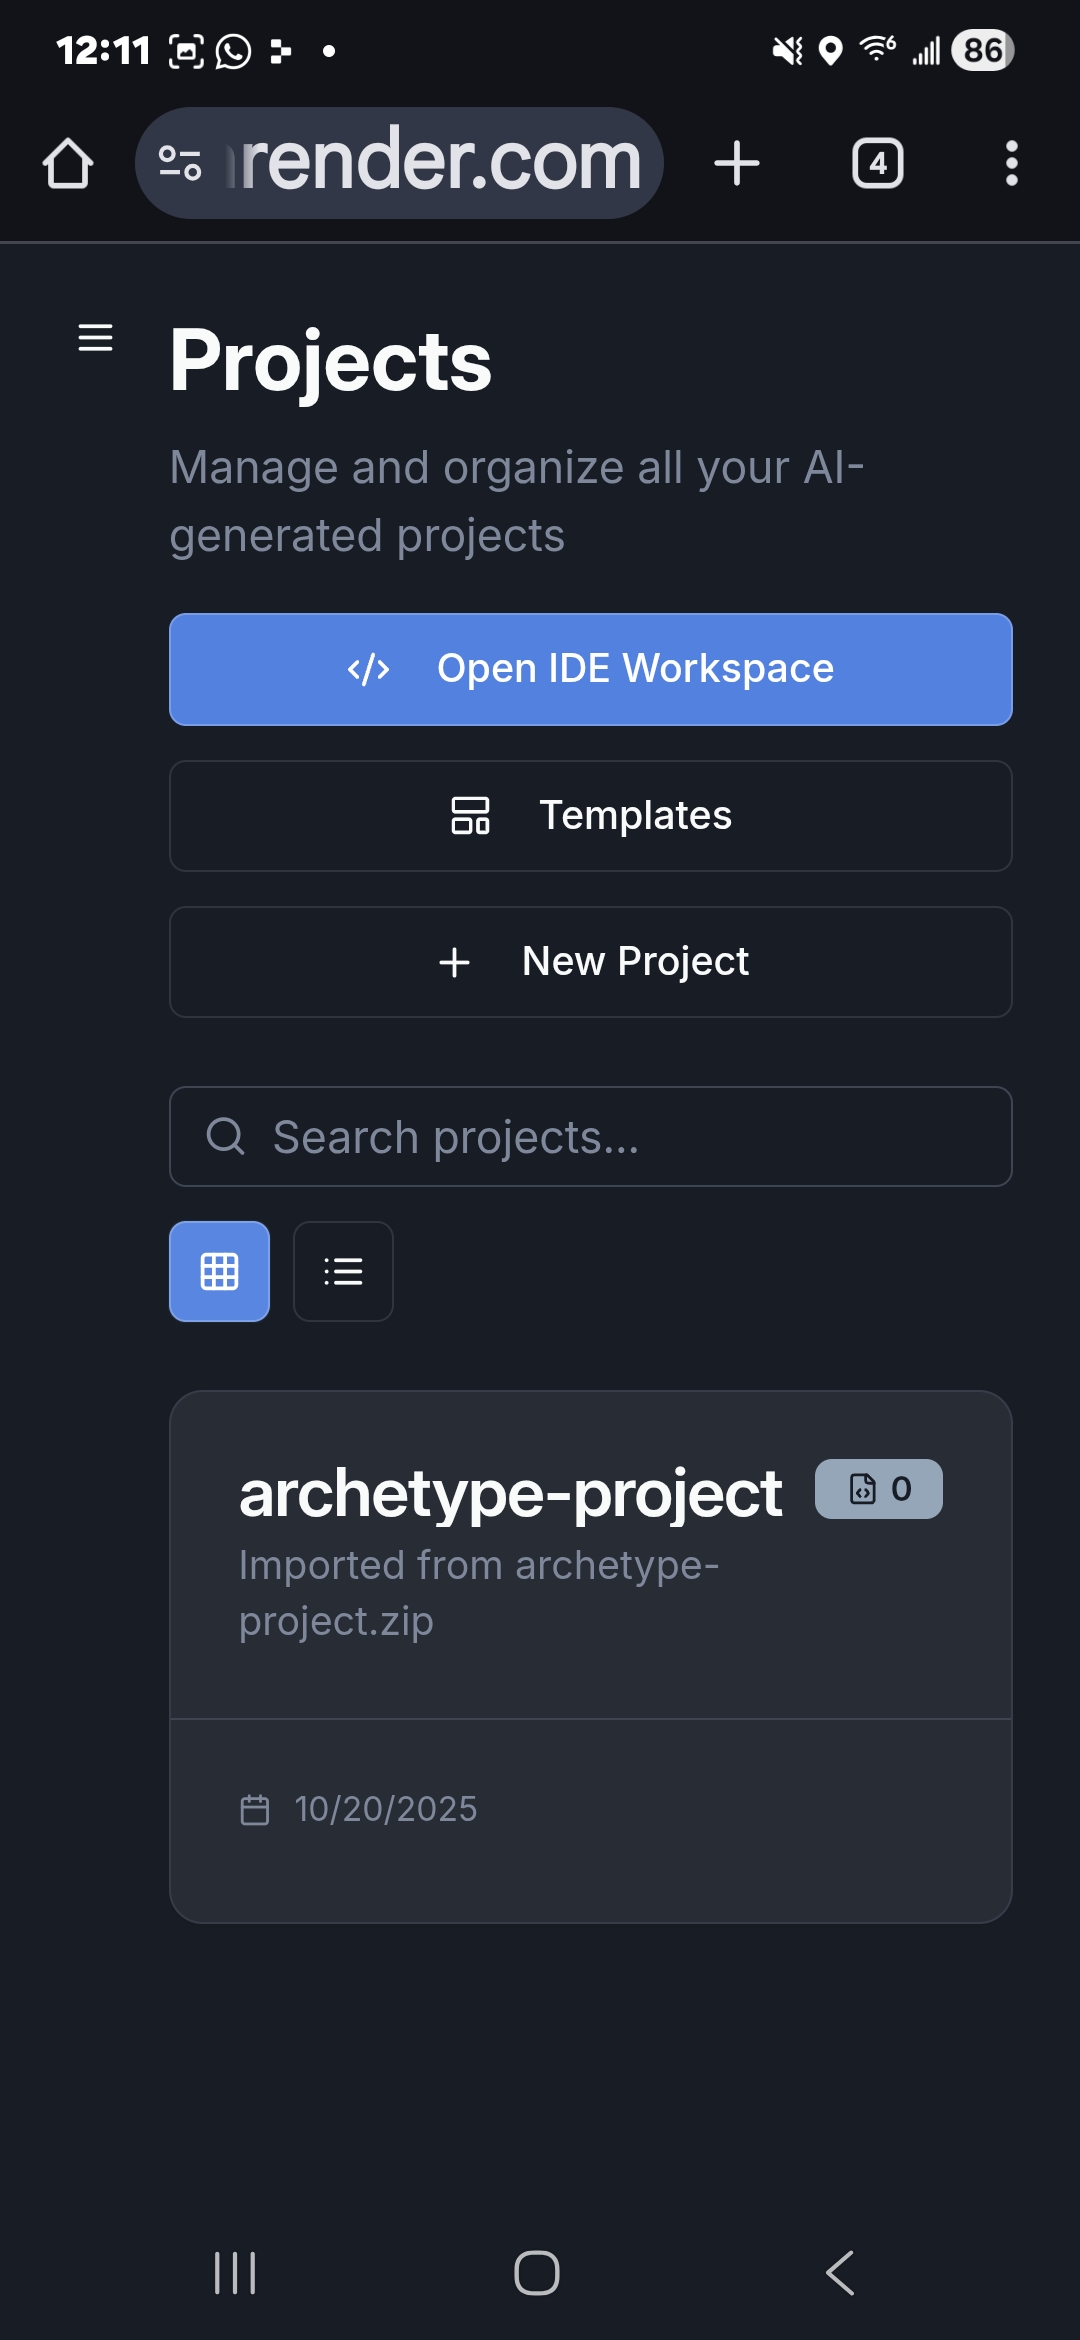 12:11
86
render.com
4
Projects
Manage and organize all your AI-
generated projects
Open IDE Workspace
Templates
New Project
Search projects...
archetype-project
0
Imported from archetype-
project.zip
10/20/2025